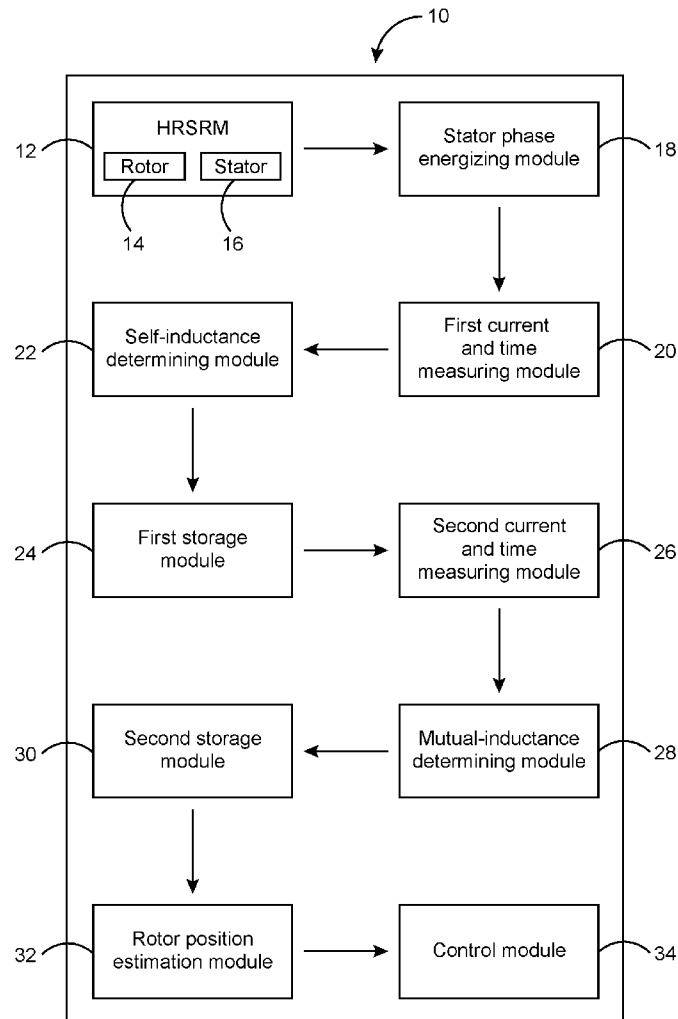 10
HRSRM
Rotor
Stator
12
14
16
Stator phase
energizing module
18
Self-inductance
determining module
22
First current
and time
measuring module
20
First storage
module
24
Second current
and time
measuring module
26
Second storage
module
30
Mutual-inductance
determining module
28
Rotor position
estimation module
32
Control module
34